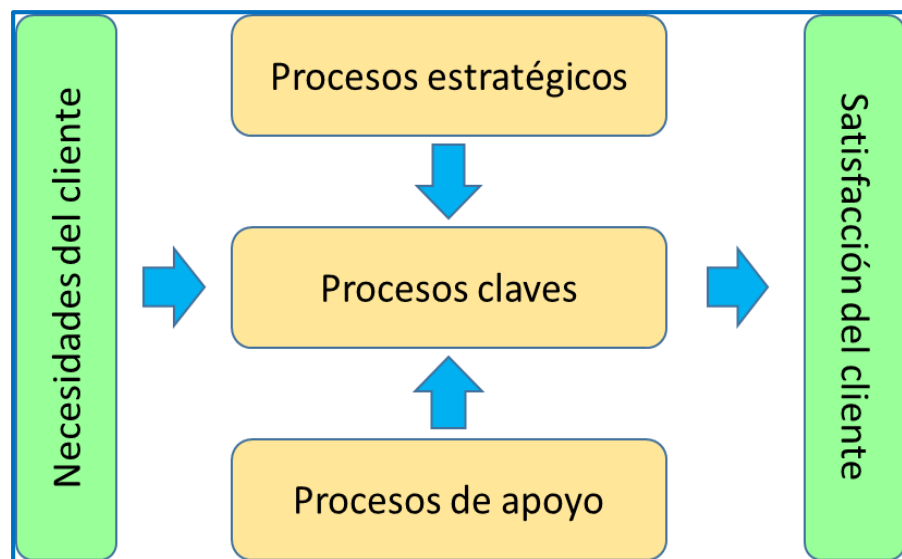 Necesidades del cliente
Procesos estratégicos
Procesos claves
Procesos de apoyo
Satisfacción del cliente